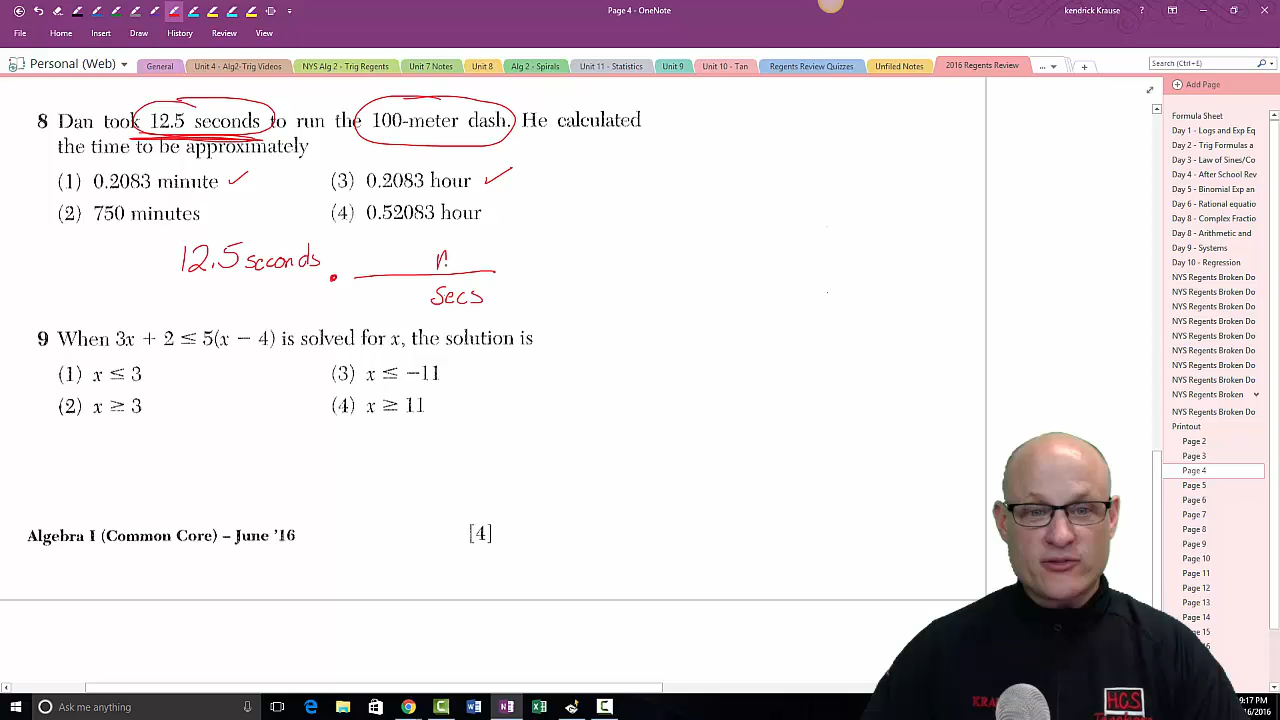 Page 4 - OneNote
kendrick Krause
File
Home
Insert
Draw
History
Review
View
Personal (Web)
General
Unit 4 - Alg2-Trig Videos
NYS Alg 2 - Trig Regents
Unit 7 Notes
Unit 8
Alg 2 - Spirals
Unit 11 - Statistics
Unit 9
Unit 10 - Tan
Regents Review Quizzes
Unfiled Notes
2016 Regents Review
Search (Ctrl+E)
Add Page
8 Dan took 12.5 seconds to run the 100-meter dash. He calculated
the time to be approximately
(1) 0.2083 minute
(3) 0.2083 hour
(2) 750 minutes
(4) 0.52083 hour
12.5 seconds .
secs
9 When 3x + 2 ≤ 5(x − 4) is solved for x, the solution is
(1) x ≤ 3
(3) x ≤ −11
(2) x ≥ 3
(4) x ≥ 11
Algebra I (Common Core) – June '16
[4]
Formula Sheet
Day 1 - Logs and Exp Eq
Day 2 - Trig Formulas a
Day 3 - Law of Sines/Co
Day 4 - After School Rev
Day 5 - Binomial Exp an
Day 6 - Rational equatio
Day 8 - Complex Fractio
Day 8 - Arithmetic and
Day 9 - Systems
Day 10 - Regression
NYS Regents Broken Do
NYS Regents Broken Do
NYS Regents Broken Do
NYS Regents Broken Do
NYS Regents Broken Do
NYS Regents Broken Do
NYS Regents Broken Do
NYS Regents Broken
NYS Regents Broken Do
Printout
Page 2
Page 3
Page 4
Page 5
Page 6
Page 7
Page 8
Page 9
Page 10
Page 11
Page 12
Page 13
Page 14
Page 15
HCS
Ask me anything
9:17 PM